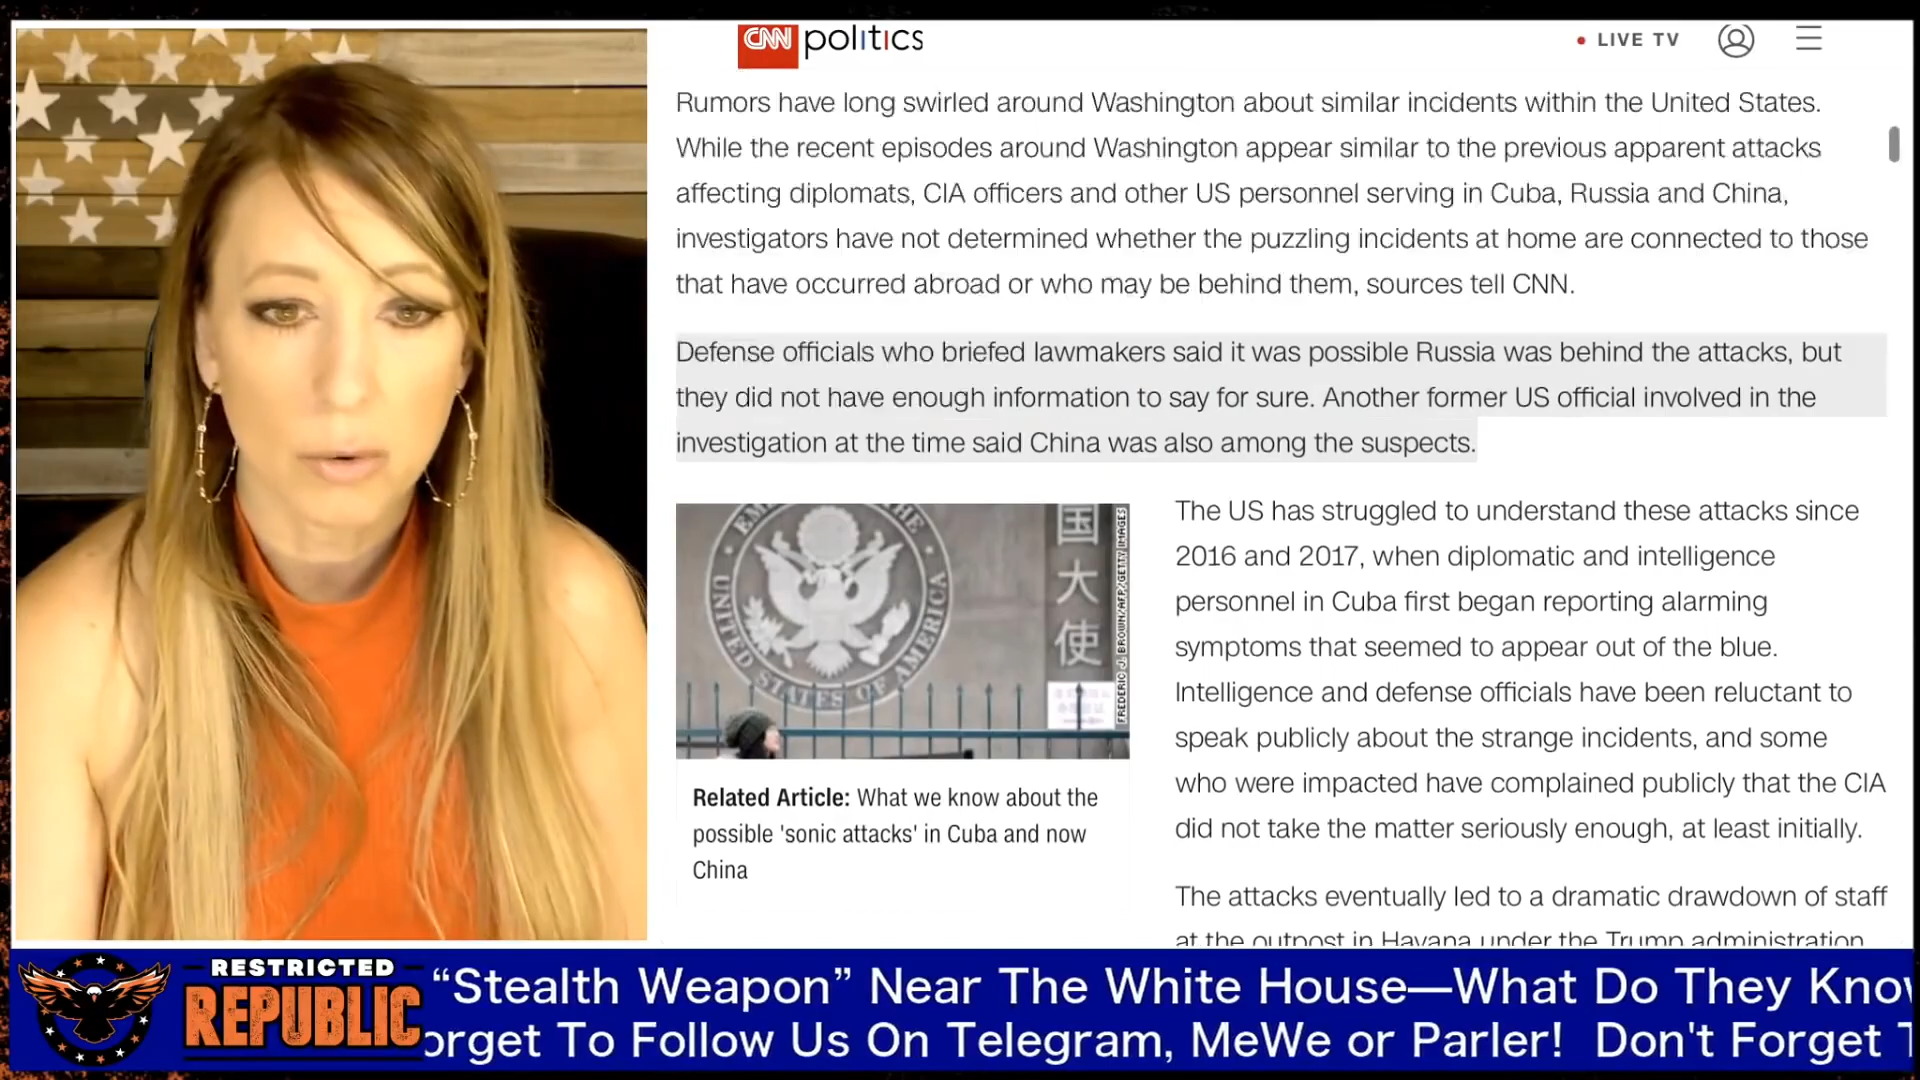 CNN politics
LIVE TV
Rumors have long swirled around Washington about similar incidents within the United States.
While the recent episodes around Washington appear similar to the previous apparent attacks
affecting diplomats, CIA officers and other US personnel serving in Cuba, Russia and China,
investigators have not determined whether the puzzling incidents at home are connected to those
that have occurred abroad or who may be behind them, sources tell CNN.
Defense officials who briefed lawmakers said it was possible Russia was behind the attacks, but
they did not have enough information to say for sure. Another former US official involved in the
investigation at the time said China was also among the suspects.
UNITED STATES OF AMERICA
国
大
使
FREDERIC J. BROWN/AFP/GETTY IMAGES
Related Article: What we know about the
possible 'sonic attacks' in Cuba and now
China
The US has struggled to understand these attacks since
2016 and 2017, when diplomatic and intelligence
personnel in Cuba first began reporting alarming
symptoms that seemed to appear out of the blue.
Intelligence and defense officials have been reluctant to
speak publicly about the strange incidents, and some
who were impacted have complained publicly that the CIA
did not take the matter seriously enough, at least initially.
The attacks eventually led to a dramatic drawdown of staff
at the outpost in Havana under the Trump administration
RESTRICTED
REPUBLIC
“Stealth Weapon” Near The White House—What Do They Know
orget To Follow Us On Telegram, MeWe or Parler! Don't Forget T